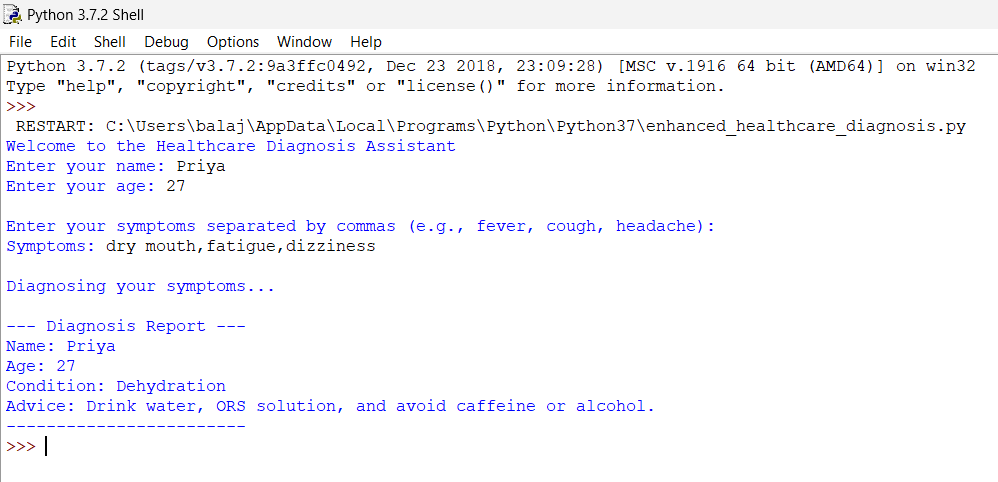 Python 3.7.2 Shell
File Edit Shell Debug Options Window Help
Python 3.7.2 (tags/v3.7.2:9a3ffc0492, Dec 23 2018, 23:09:28) [MSC v.1916 64 bit (AMD64)] on win32
Type "help", "copyright", "credits" or "license()" for more information.
>>>
 RESTART: C:\Users\balaj\AppData\Local\Programs\Python\Python37\enhanced_healthcare_diagnosis.py
Welcome to the Healthcare Diagnosis Assistant
Enter your name: Priya
Enter your age: 27

Enter your symptoms separated by commas (e.g., fever, cough, headache):
Symptoms: dry mouth,fatigue,dizziness

Diagnosing your symptoms...

--- Diagnosis Report ---
Name: Priya
Age: 27
Condition: Dehydration
Advice: Drink water, ORS solution, and avoid caffeine or alcohol.
------------------------
>>>